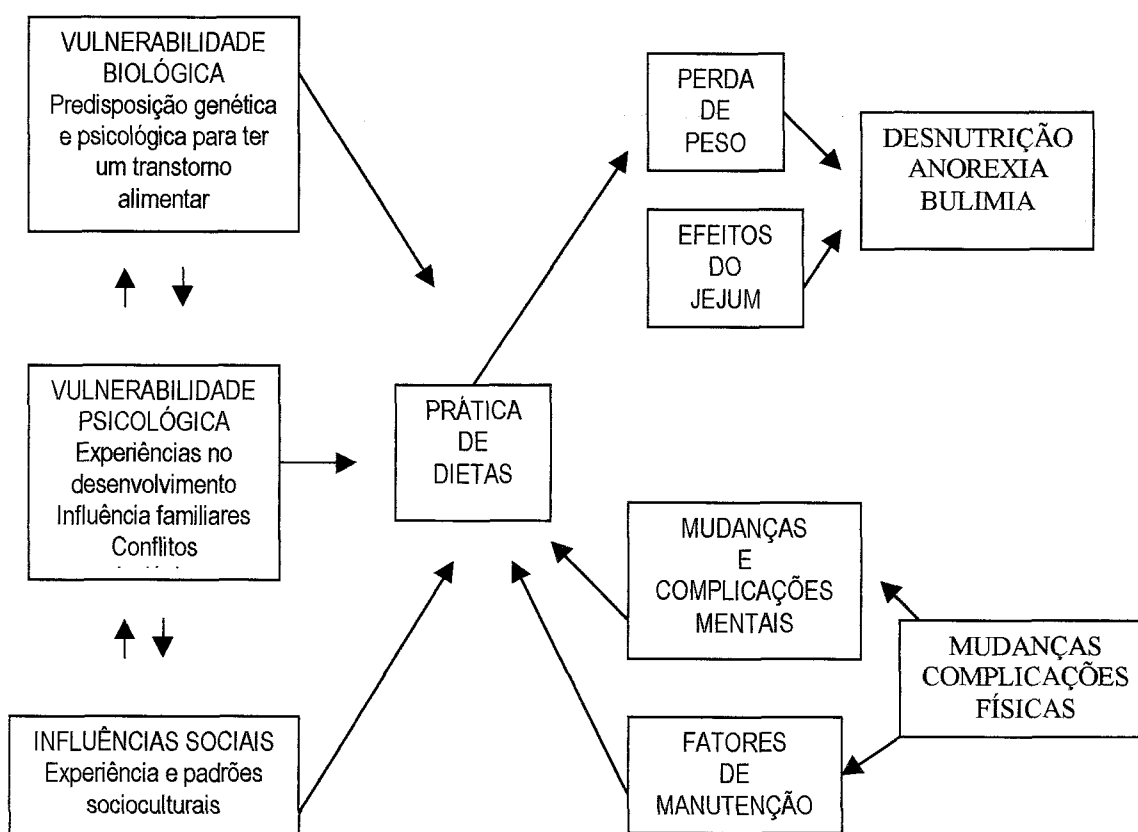 VULNERABILIDADE
BIOLÓGICA
Predisposição genética
e psicológica para ter
um transtorno
alimentar
PERDA
DE
PESO
DESNUTRIÇÃO
ANOREXIA
BULIMIA
EFEITOS
DO
JEJUM
VULNERABILIDADE
PSICOLÓGICA
Experiências no
desenvolvimento
Influência familiares
Conflitos
PRÁTICA
DE
DIETAS
MUDANÇAS
E
COMPLICAÇÕES
MENTAIS
MUDANÇAS
COMPLICAÇÕES
FÍSICAS
INFLUÊNCIAS SOCIAIS
Experiência e padrões
socioculturais
FATORES
DE
MANUTENÇÃO